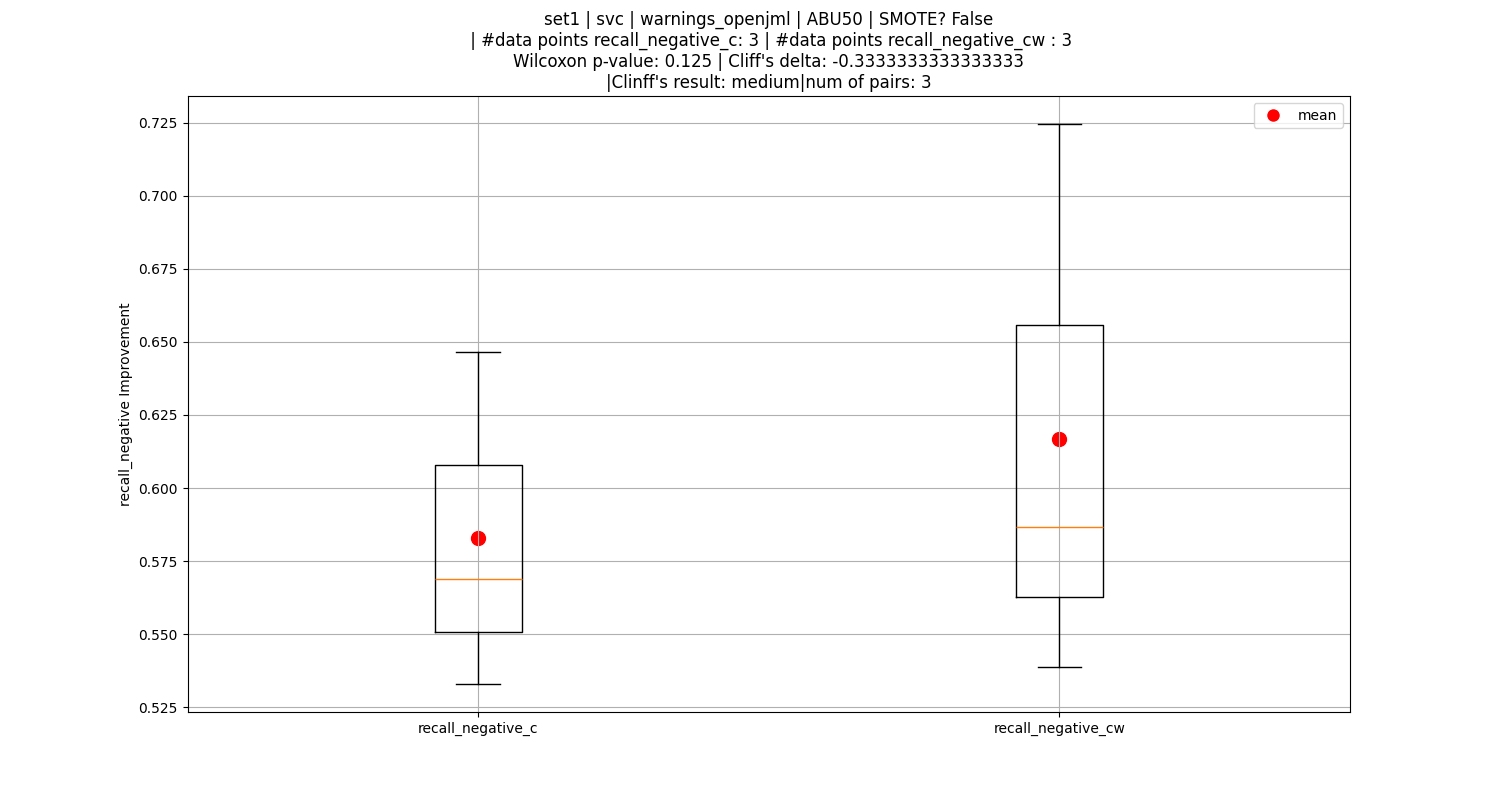 set1 | svc | warnings_openjml | ABU50 | SMOTE? False
| #data points recall_negative_c: 3 | #data points recall_negative_cw : 3
Wilcoxon p-value: 0.125 | Cliff's delta: -0.3333333333333333
|Clinff's result: medium|num of pairs: 3
mean
0.725
0.700
0.675
0.650
0.625
0.600
0.575
0.550
0.525
recall_negative Improvement
recall_negative_c
recall_negative_cw